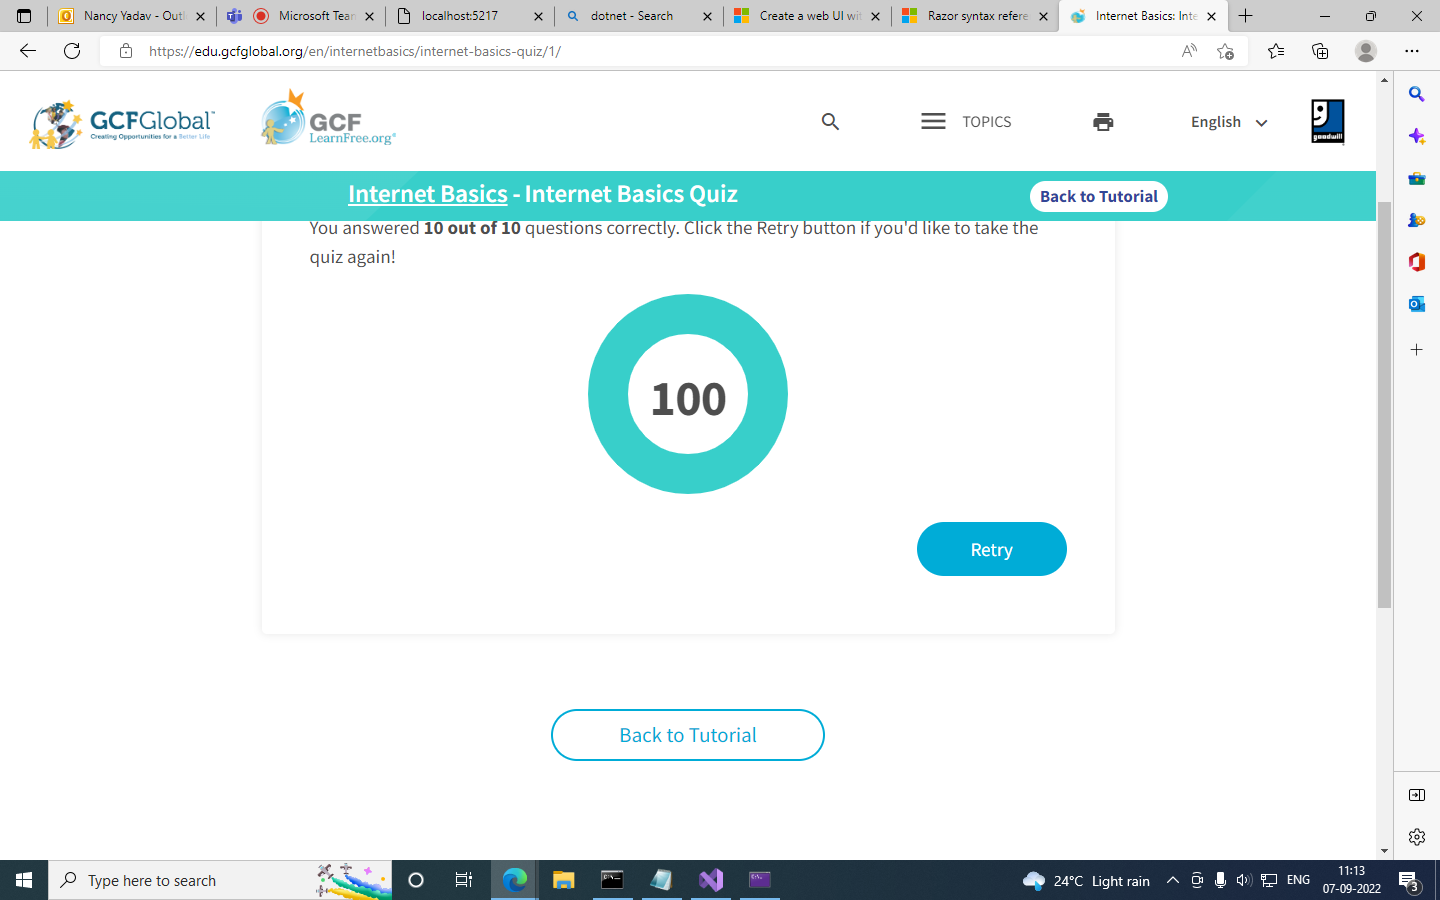 Nancy Yadav - Outl
Microsoft Tean
localhost:5217
dotnet - Search
Create a web UI wit
Razor syntax refere
Internet Basics: Inte
https://edu.gcfglobal.org/en/internetbasics/internet-basics-quiz/1/
GCFGlobal
Creating Opportunities for a Better Life
GCF
LearnFree.org®
TOPICS
English
goodwill
Internet Basics - Internet Basics Quiz
Back to Tutorial
You answered 10 out of 10 questions correctly. Click the Retry button if you'd like to take the
quiz again!
100
Retry
Back to Tutorial
Type here to search
24°C Light rain
ENG
11:13
07-09-2022
3